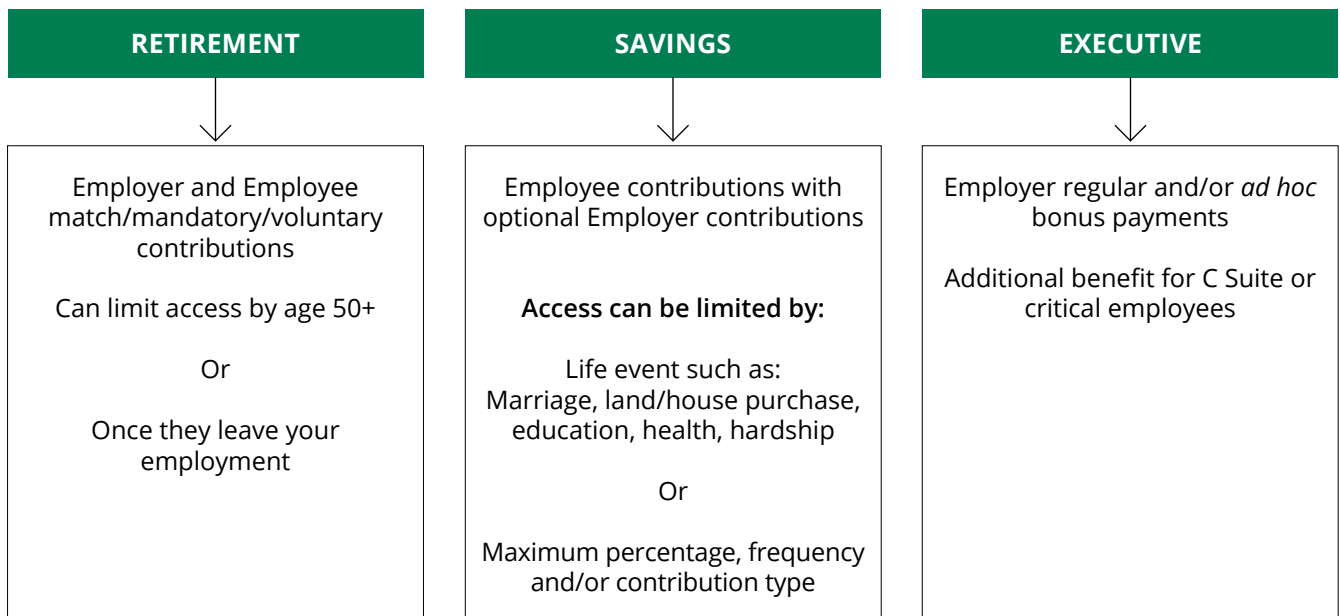 RETIREMENT
Employer and Employee
match/mandatory/voluntary
contributions
Can limit access by age 50+
Or
Once they leave your
employment
SAVINGS
Employee contributions with
optional Employer contributions
Access can be limited by:
Life event such as:
Marriage, land/house purchase,
education, health, hardship
Or
Maximum percentage, frequency
and/or contribution type
EXECUTIVE
Employer regular and/or ad hoc
bonus payments
Additional benefit for C Suite or
critical employees